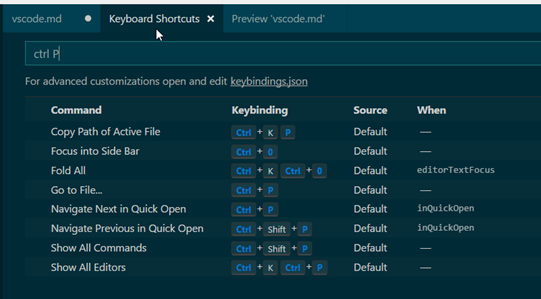 vscode.md ● Keyboard Shortcuts × Preview 'vscode.md'
ctrl P
For advanced customizations open and edit keybindings.json
Command Keybinding Source When
Copy Path of Active File Ctrl + K P Default —
Focus into Side Bar Ctrl + 0 Default —
Fold All Ctrl + K Ctrl + 0 Default editorTextFocus
Go to File... Ctrl + P Default —
Navigate Next in Quick Open Ctrl + P Default inQuickOpen
Navigate Previous in Quick Open Ctrl + Shift + P Default inQuickOpen
Show All Commands Ctrl + Shift + P Default —
Show All Editors Ctrl + K Ctrl + P Default —